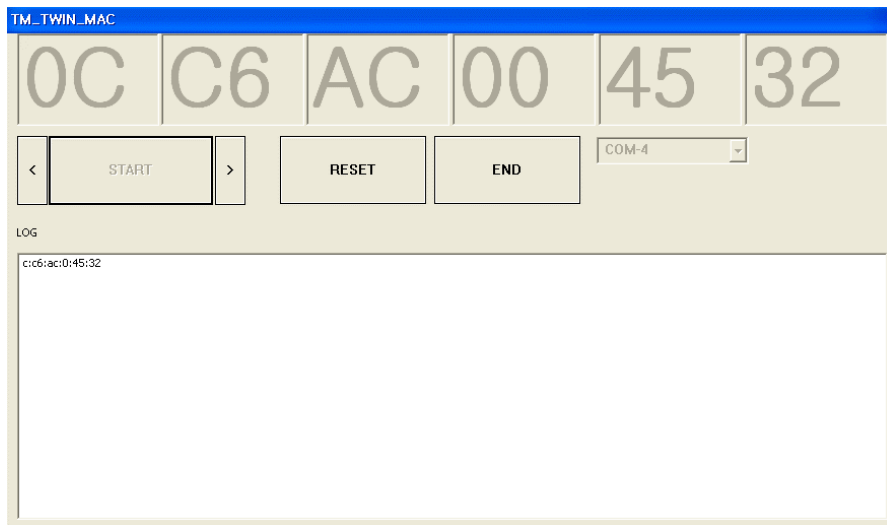 TM_TWIN_MAC
0C C6 AC 00 45 32
< START > RESET END COM-4
LOG
c:c6:ac:0:45:32